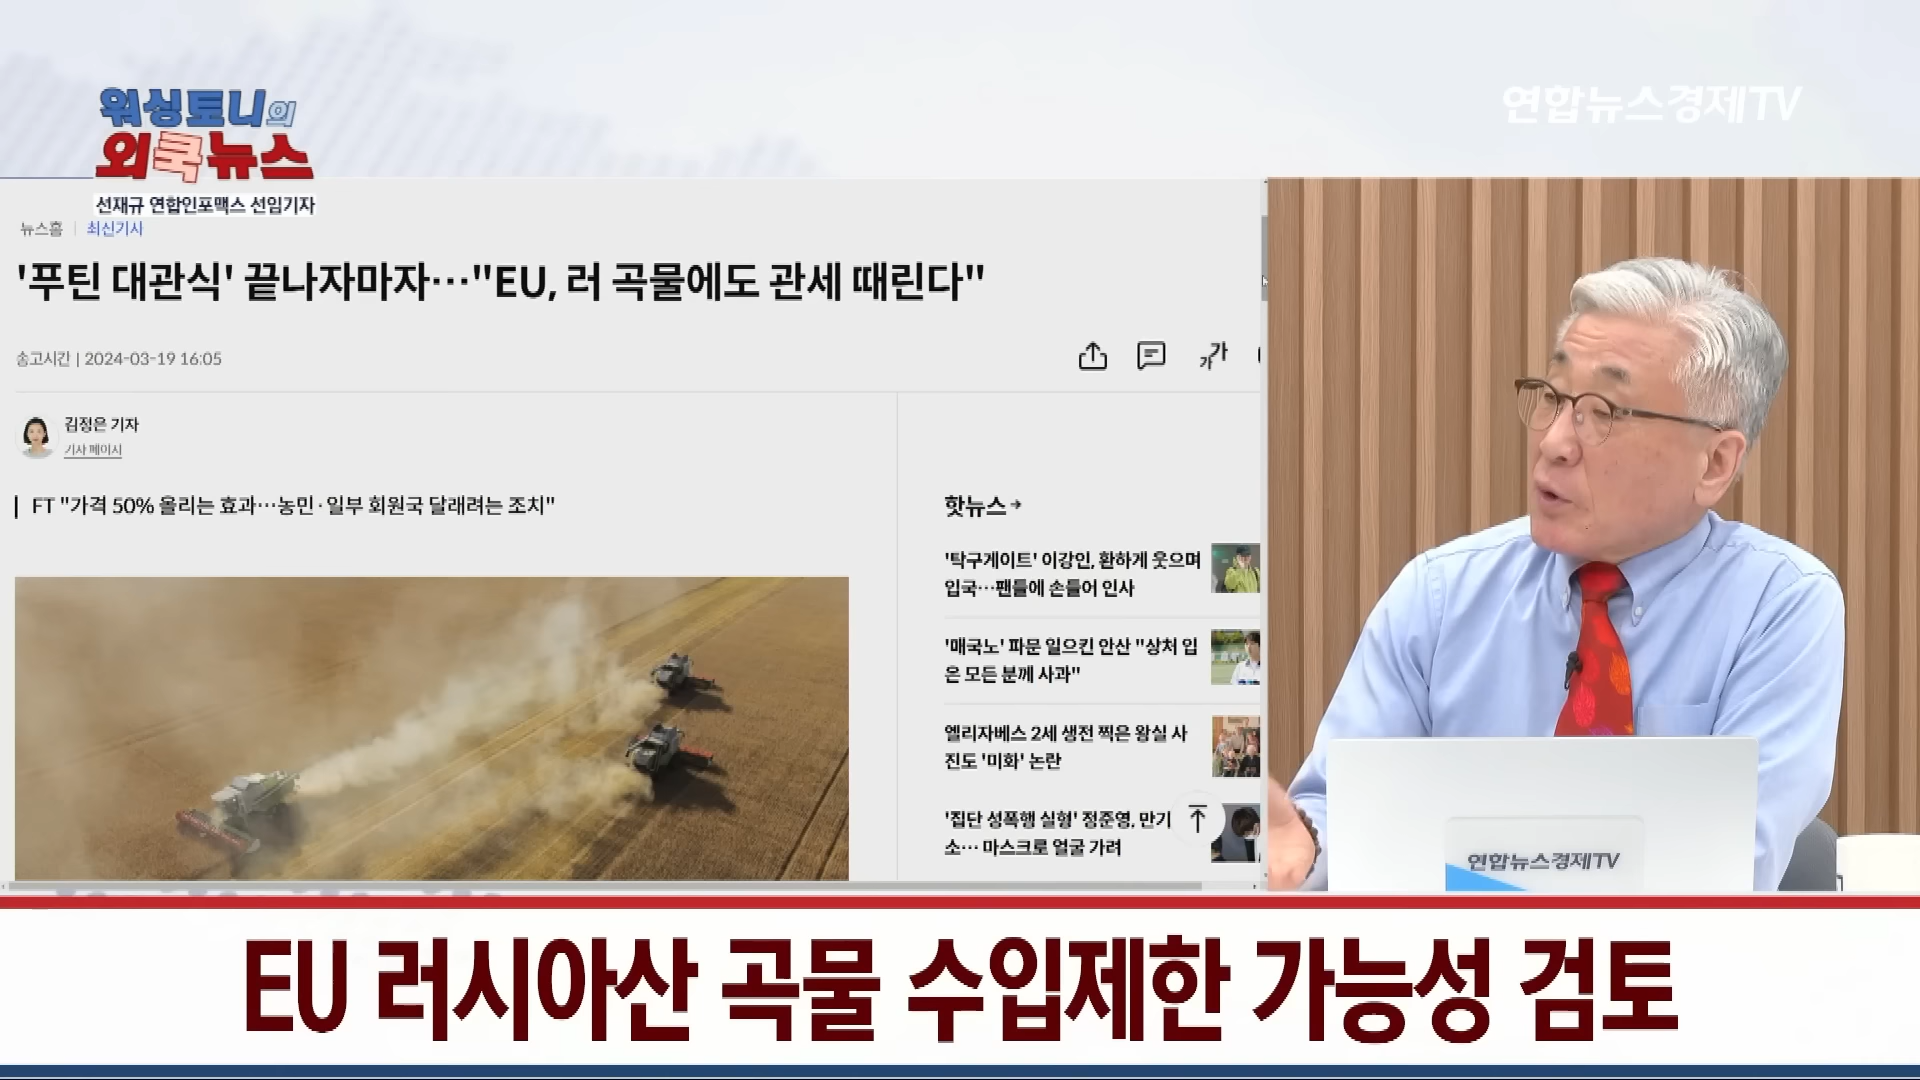 워싱토니의
외쿡뉴스
선재규 연합인포맥스 선임기자
연합뉴스경제TV
뉴스홈 | 최신기사
'푸틴 대관식' 끝나자마자…"EU, 러 곡물에도 관세 때린다"
송고시간 | 2024-03-19 16:05
가가
김정은 기자
기사 페이지
FT "가격 50% 올리는 효과…농민·일부 회원국 달래려는 조치"
핫뉴스
'탁구게이트' 이강인, 환하게 웃으며
입국…팬들에 손들어 인사
'매국노' 파문 일으킨 안산 "상처 입
은 모든 분께 사과"
엘리자베스 2세 생전 찍은 왕실 사
진도 '미화' 논란
'집단 성폭행 실형' 정준영, 만기
소… 마스크로 얼굴 가려
연합뉴스경제TV
EU 러시아산 곡물 수입제한 가능성 검토